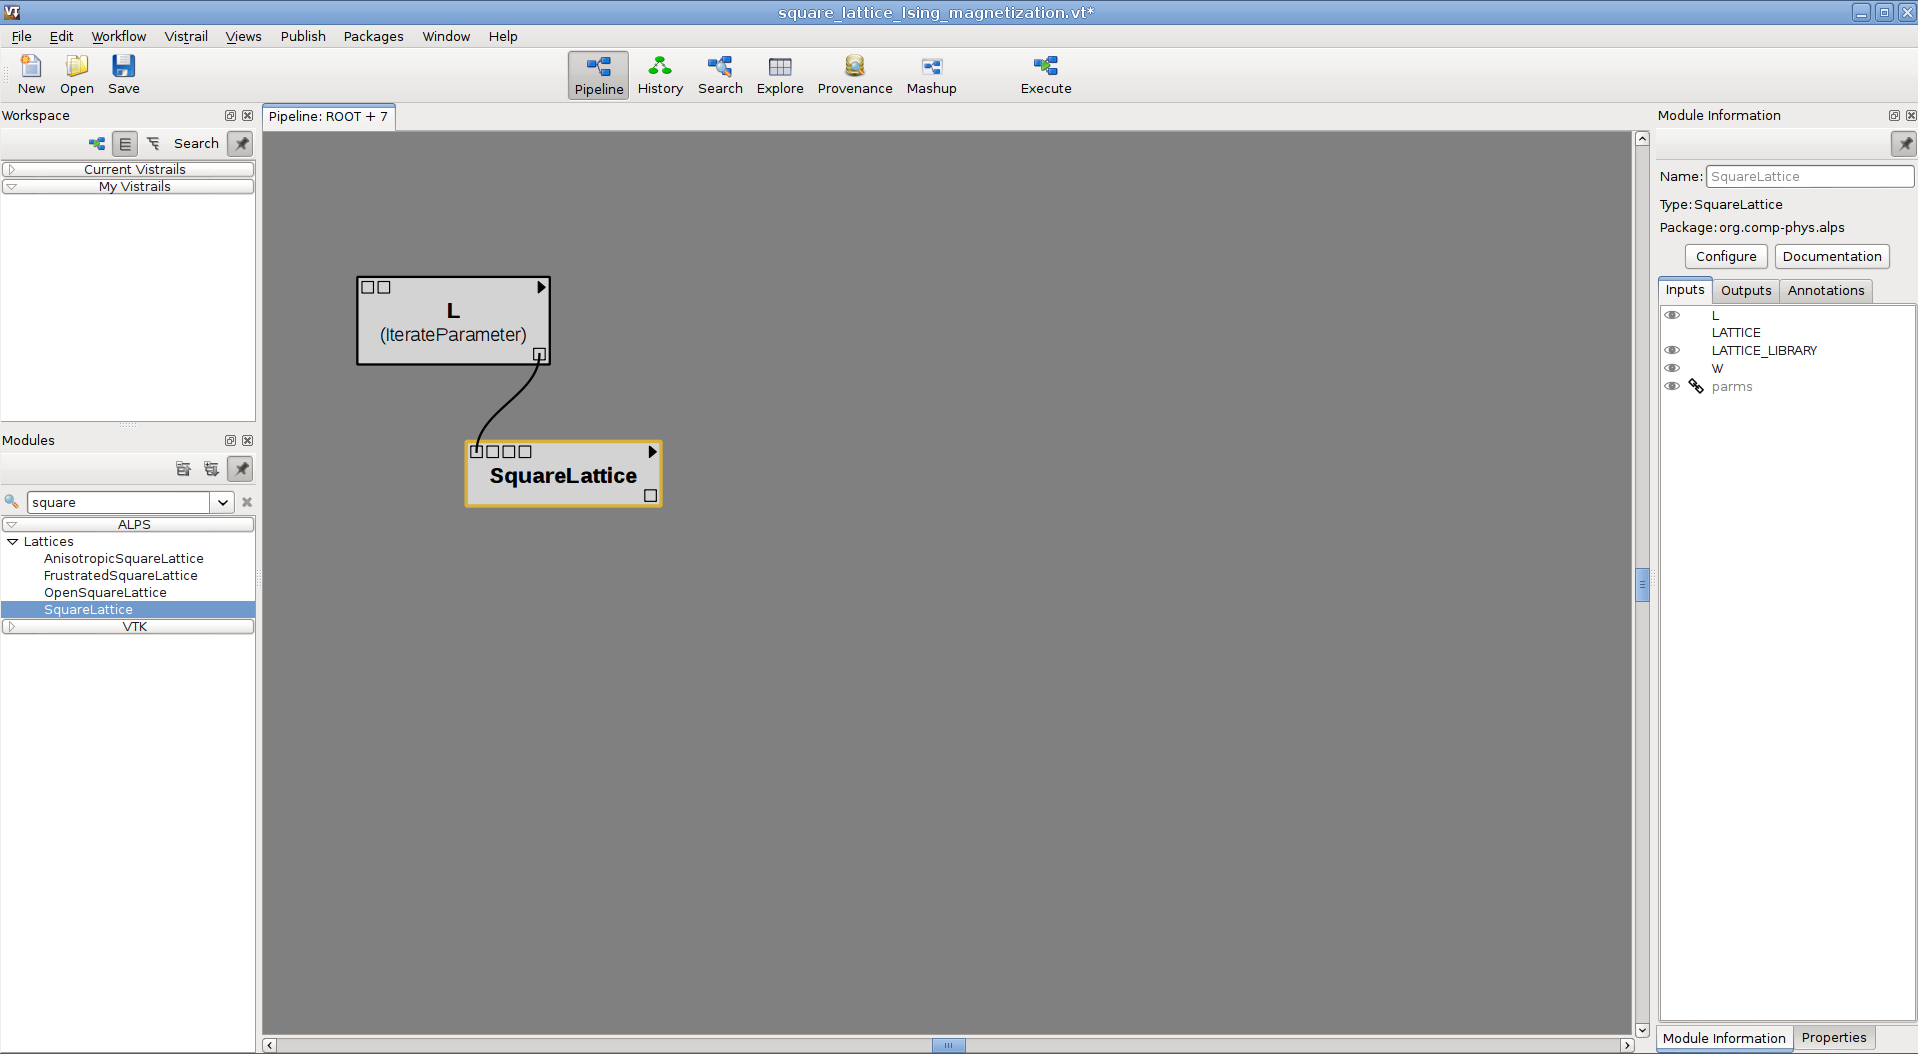 VT square_lattice_Ising_magnetization.vt*
File Edit Workflow Vistrail Views Publish Packages Window Help
New Open Save Pipeline History Search Explore Provenance Mashup Execute
Workspace
Search
Current Vistrails
My Vistrails
Modules
square
ALPS
Lattices
AnisotropicSquareLattice
FrustratedSquareLattice
OpenSquareLattice
SquareLattice
VTK
Pipeline: ROOT + 7
L
(IterateParameter)
SquareLattice
Module Information
Name: SquareLattice
Type: SquareLattice
Package: org.comp-phys.alps
Configure Documentation
Inputs Outputs Annotations
L
LATTICE
LATTICE_LIBRARY
W
parms
Module Information Properties